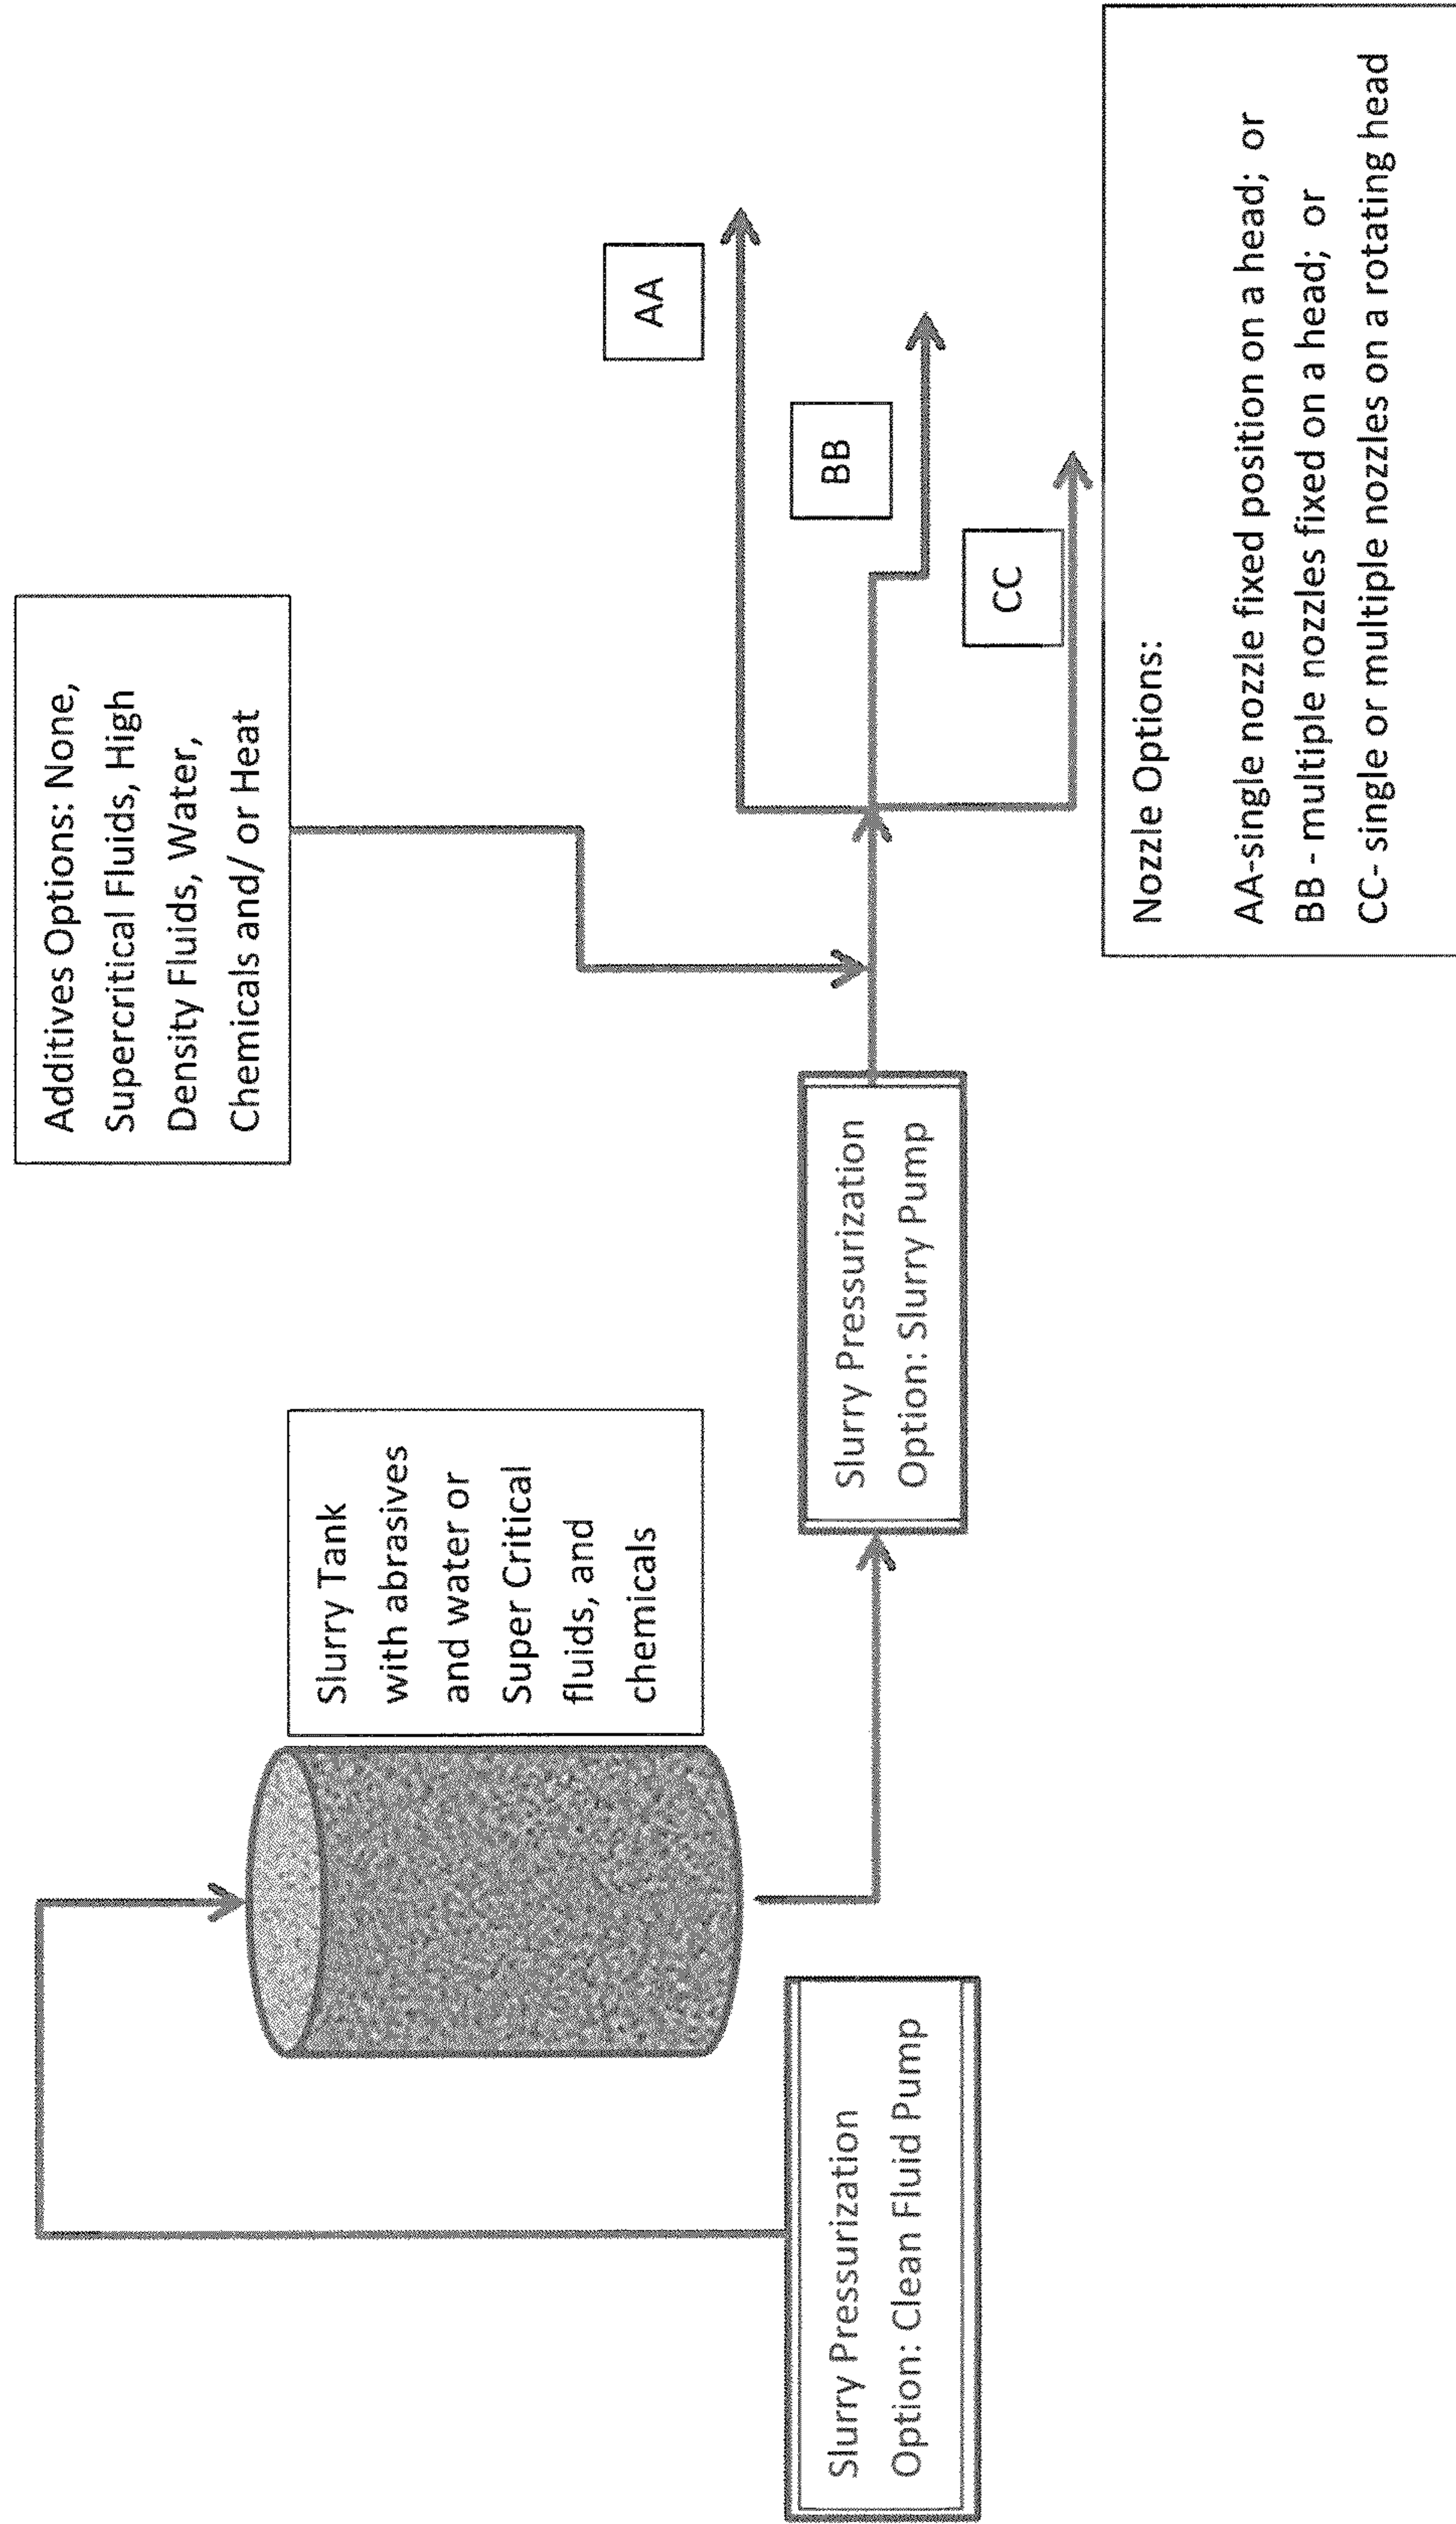 Additives Options: None,
Supercritical Fluids, High
Density Fluids, Water,
Chemicals and/ or Heat
Slurry Tank
with abrasives
and water or
Super Critical
fluids, and
chemicals
AA
BB
CC
Slurry Pressurization
Option: Clean Fluid Pump
Slurry Pressurization
Option: Slurry Pump
Nozzle Options:
AA-single nozzle fixed position on a head; or
BB - multiple nozzles fixed on a head; or
CC- single or multiple nozzles on a rotating head